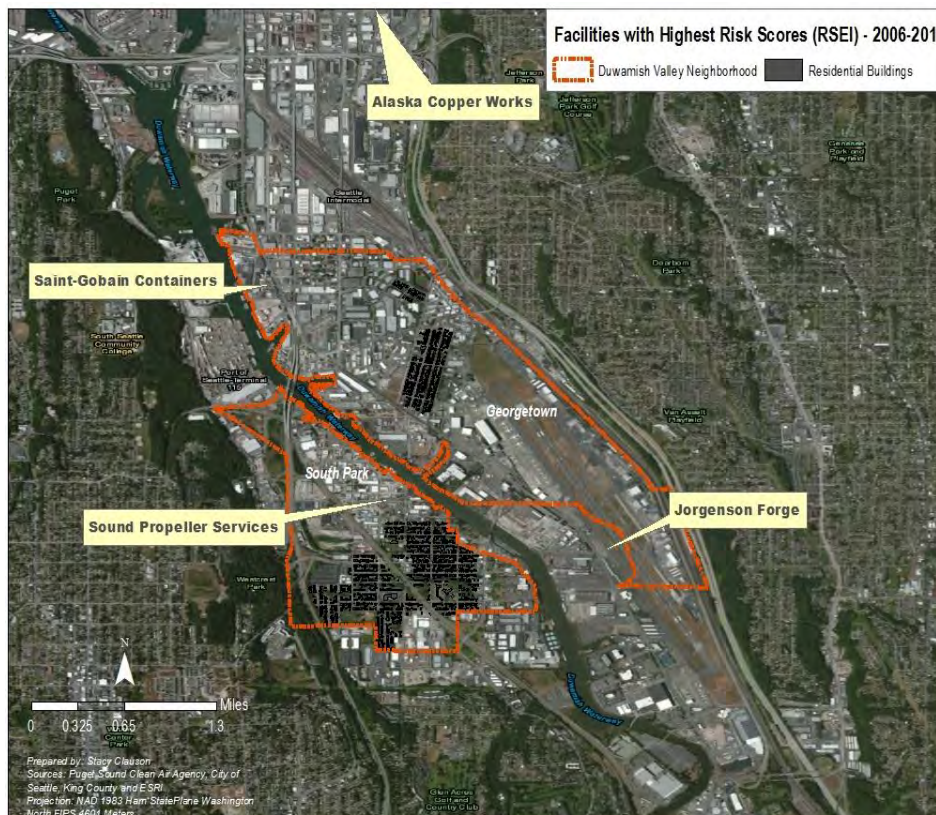 Facilities with Highest Risk Scores (RSEI) - 2006-201
Duwamish Valley Neighborhood
Residential Buildings
Alaska Copper Works
Jefferson
Park
Jefferson
Park Golf
Course
Duwamish Waterway
Puget
Park
Seattle
Intermodal
Dearborn
Park
Saint-Gobain Containers
South Seattle
Community
College
Port of
Seattle-Terminal
115
Duwamish Waterway
Georgetown
Van Asselt
Playfield
South Park
Sound Propeller Services
Jorgenson Forge
Westcrest
Park
N
Miles
0
0.325
0.65
1.3
Park
Duwamish Waterway
Prepared by: Stacy Clauson
Sources: Puget Sound Clean Air Agency, City of
Seattle, King County and ESRI
Projection: NAD 1983 Harn StatePlane Washington
North FIPS 4601 Meters
Glen Acres
Golf and
Country Club